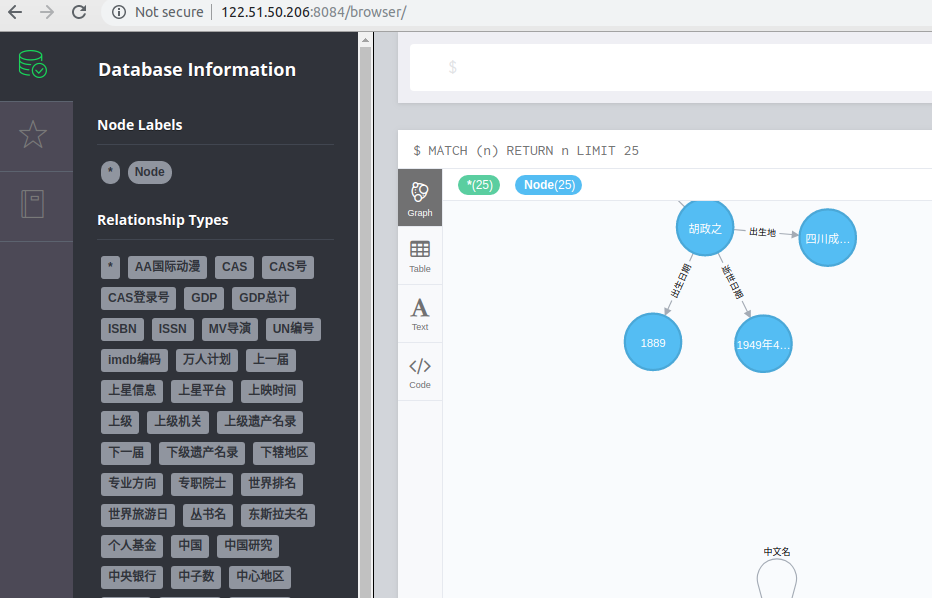 Not secure | 122.51.50.206:8084/browser/
Database Information
Node Labels
* Node
Relationship Types
* AA国际动漫 CAS CAS号
CAS登录号 GDP GDP总计
ISBN ISSN MV导演 UN编号
imdb编码 万人计划 上一届
上星信息 上星平台 上映时间
上级 上级机关 上级遗产名录
下一届 下级遗产名录 下辖地区
专业方向 专职院士 世界排名
世界旅游日 丛书名 东斯拉夫名
个人基金 中国 中国研究
中央银行 中子数 中心地区
$
$ MATCH (n) RETURN n LIMIT 25
*(25) Node(25)
Graph
Table
Text
Code
胡政之 出生地 四川成...
出生日期 逝世日期
1889 1949年4...
中文名